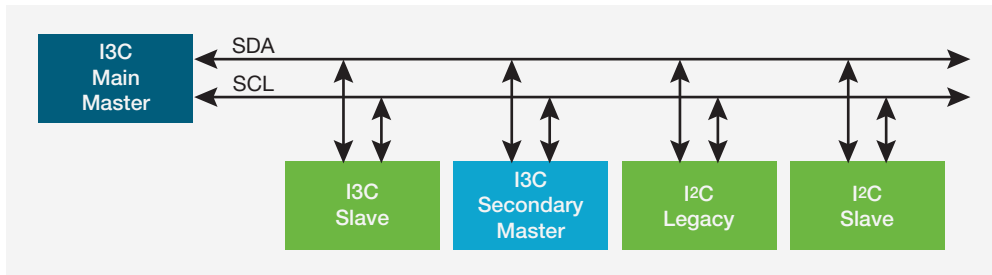 I3C
Main
Master
SDA
SCL
I3C
Slave
I3C
Secondary
Master
I²C
Legacy
I²C
Slave